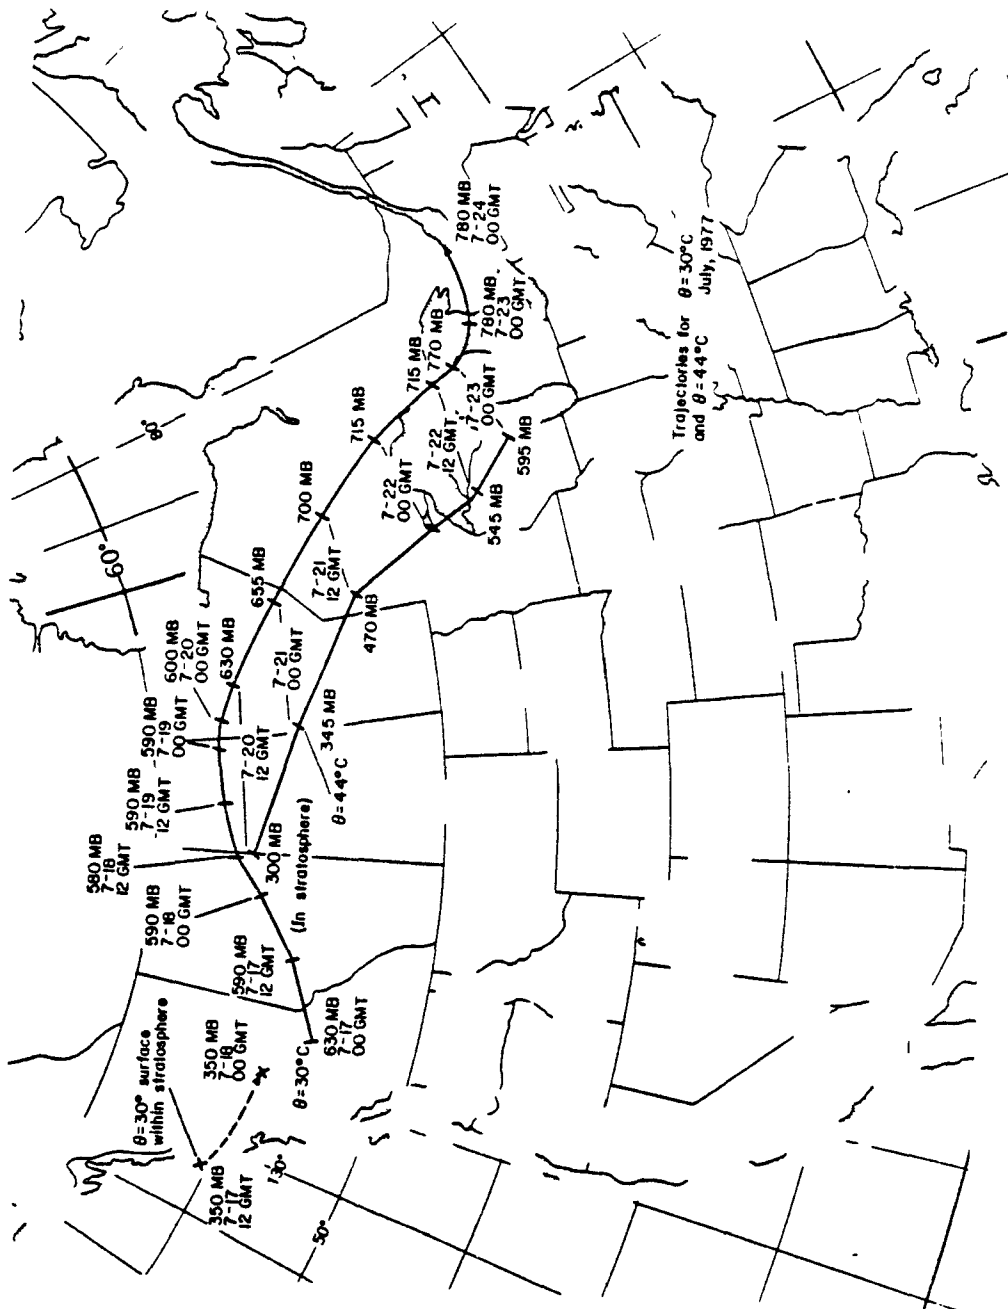 θ=30° surface
within stratosphere
350 MB
7-17
12 GMT
350 MB
7-18
00 GMT
130°
50°
θ=30°C
630 MB
7-17
00 GMT
590 MB
7-17
12 GMT
590 MB
7-18
00 GMT
580 MB
7-18
12 GMT
590 MB
7-19
12 GMT
590 MB
7-19
00 GMT
600 MB
7-20
00 GMT
630 MB
655 MB
700 MB
715 MB
715 MB
770 MB
780 MB
7-23
00 GMT
780 MB
7-24
00 GMT
300 MB
(In stratosphere)
7-20
12 GMT
θ=44°C
345 MB
7-21
00 GMT
470 MB
7-21
12 GMT
7-22
00 GMT
545 MB
7-22
12 GMT
595 MB
7-23
00 GMT
60°
80°
Trajectories for θ=30°C
and θ=44°C July, 1977